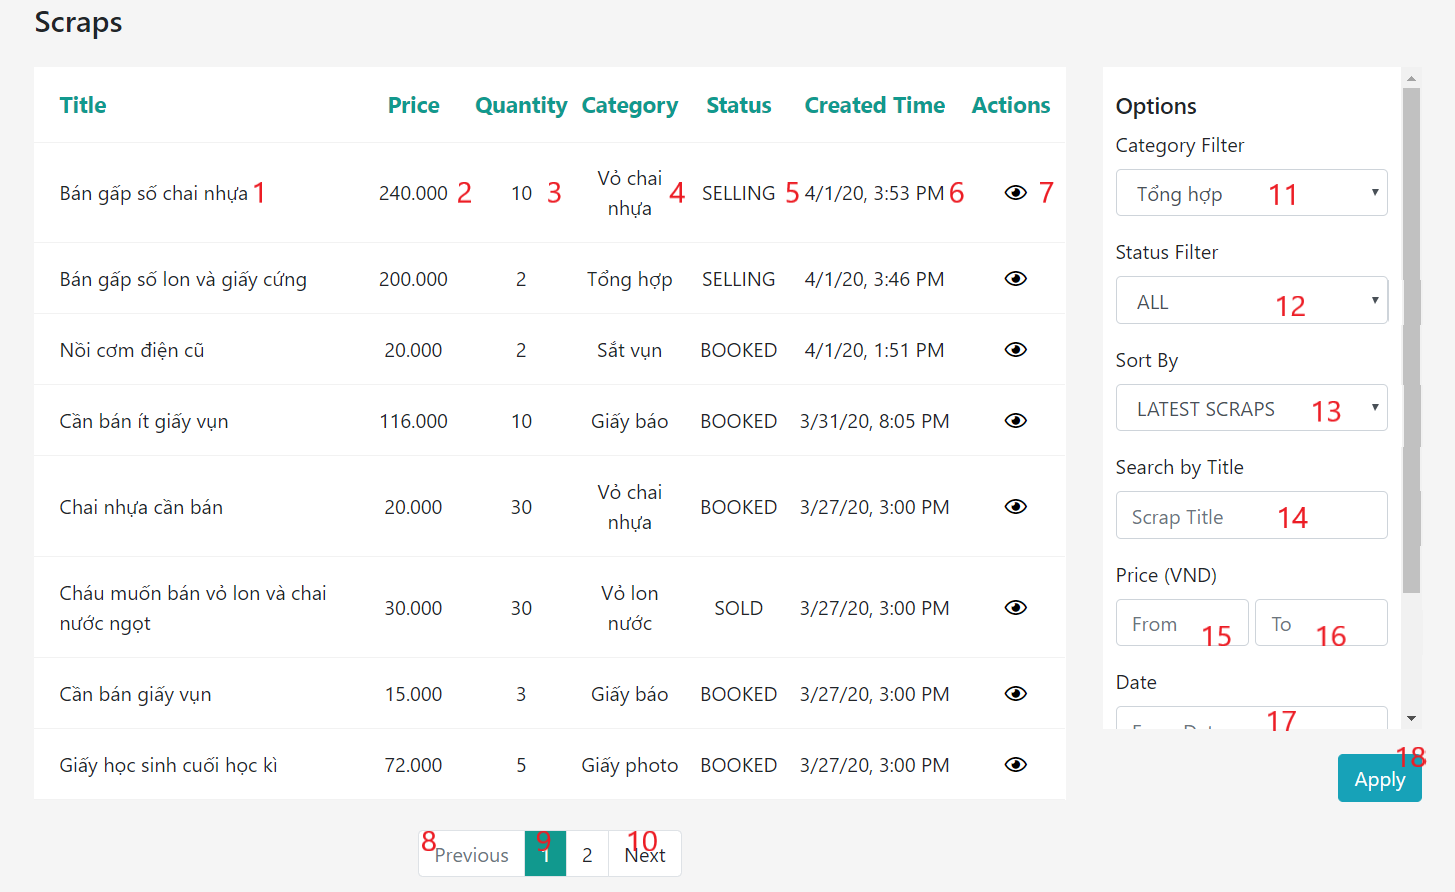 Scraps
Title Price Quantity Category Status Created Time Actions
Bán gấp số chai nhựa 1 240.000 2 10 3 Vỏ chai nhựa 4 SELLING 5 4/1/20, 3:53 PM 6 7
Bán gấp số lon và giấy cứng 200.000 2 Tổng hợp SELLING 4/1/20, 3:46 PM
Nồi cơm điện cũ 20.000 2 Sắt vụn BOOKED 4/1/20, 1:51 PM
Cần bán ít giấy vụn 116.000 10 Giấy báo BOOKED 3/31/20, 8:05 PM
Chai nhựa cần bán 20.000 30 Vỏ chai nhựa BOOKED 3/27/20, 3:00 PM
Cháu muốn bán vỏ lon và chai nước ngọt 30.000 30 Vỏ lon nước SOLD 3/27/20, 3:00 PM
Cần bán giấy vụn 15.000 3 Giấy báo BOOKED 3/27/20, 3:00 PM
Giấy học sinh cuối học kì 72.000 5 Giấy photo BOOKED 3/27/20, 3:00 PM
8 9 10
Previous 1 2 Next
Options
Category Filter
Tổng hợp 11
Status Filter
ALL 12
Sort By
LATEST SCRAPS 13
Search by Title
Scrap Title 14
Price (VND)
From 15 To 16
Date
17
18
Apply